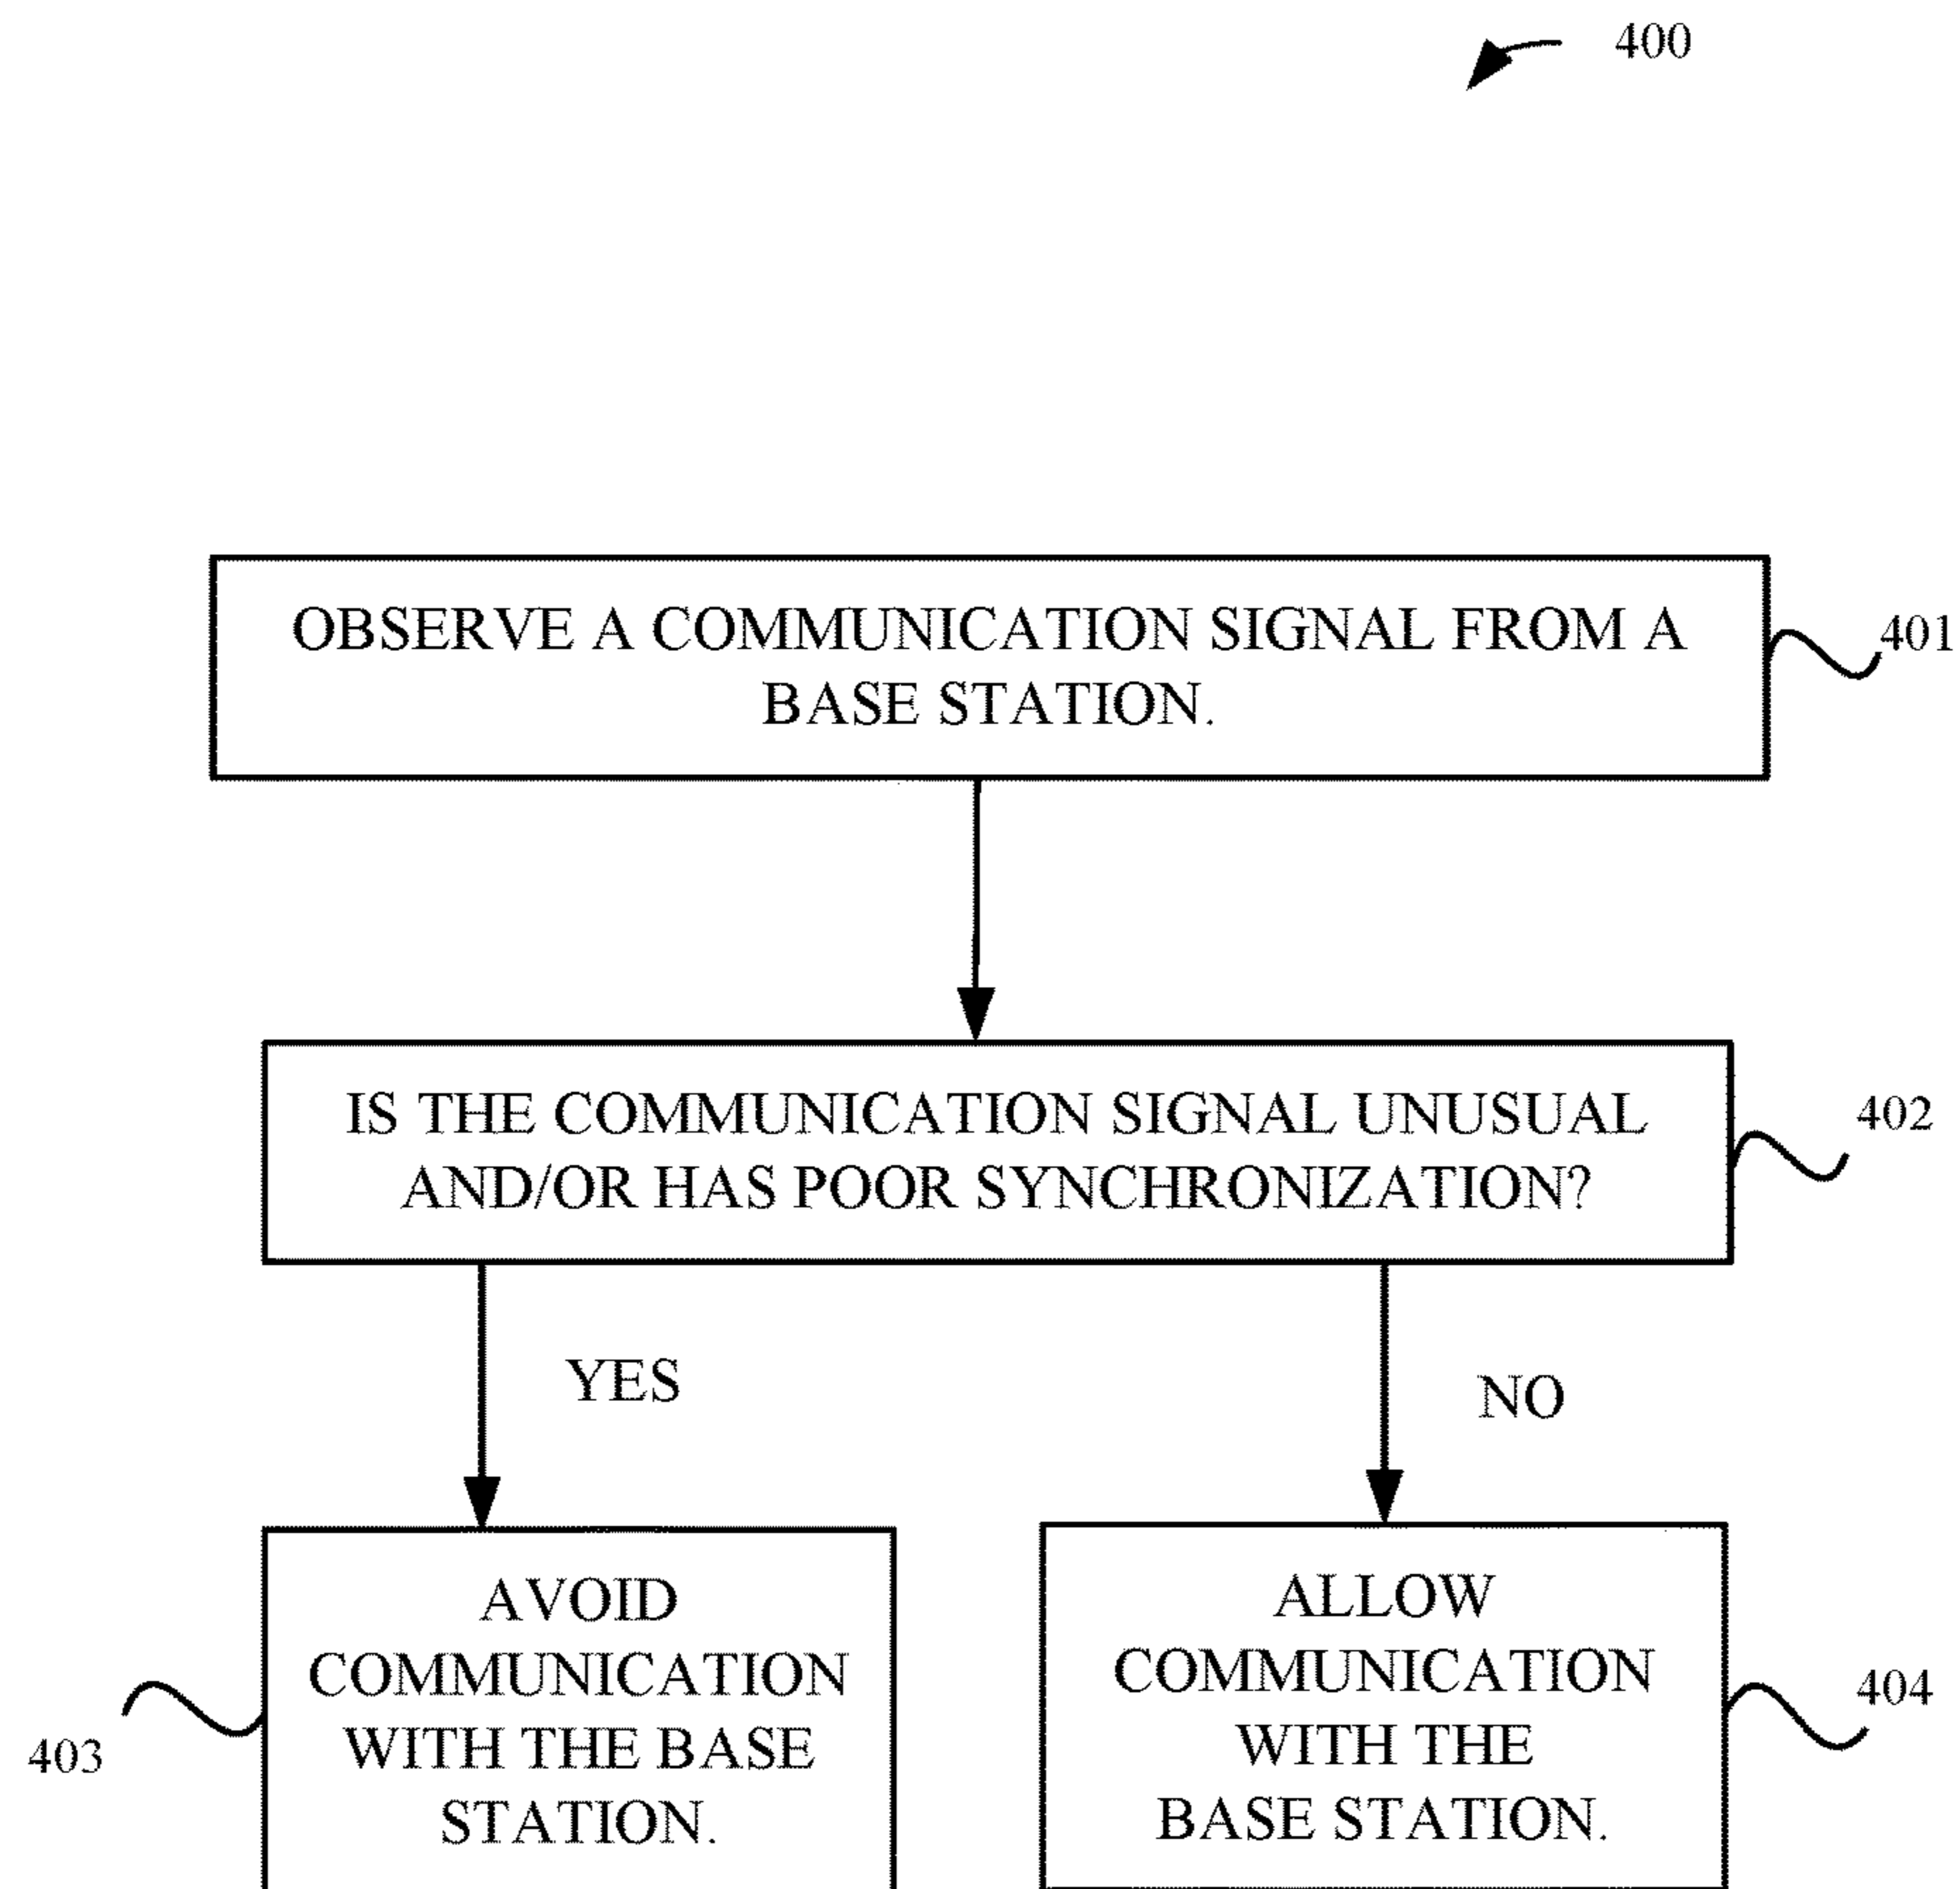 400
OBSERVE A COMMUNICATION SIGNAL FROM A
BASE STATION.
401
IS THE COMMUNICATION SIGNAL UNUSUAL
AND/OR HAS POOR SYNCHRONIZATION?
402
YES
NO
AVOID
COMMUNICATION
WITH THE BASE
STATION.
403
ALLOW
COMMUNICATION
WITH THE
BASE STATION.
404